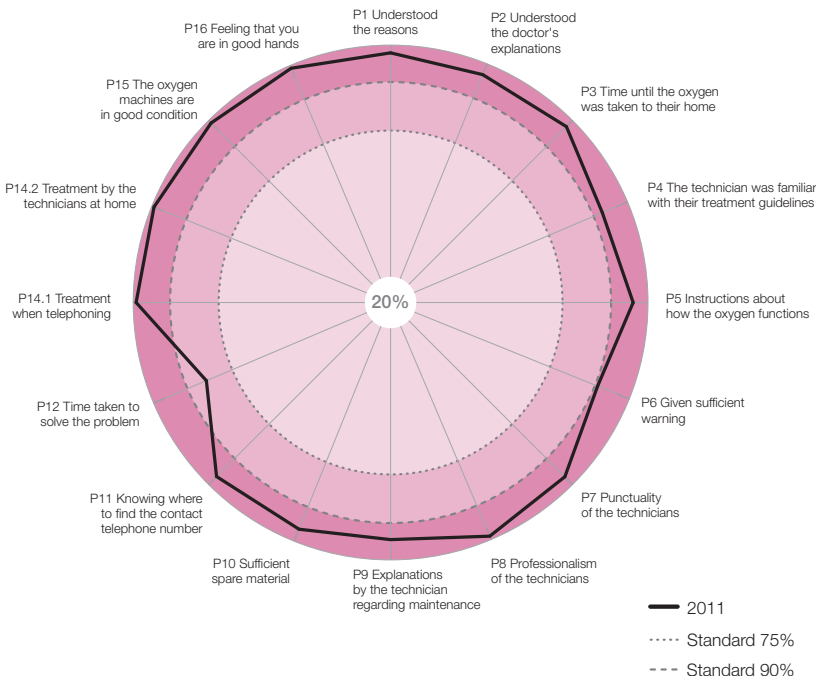 P1 Understood
the reasons
P2 Understood
the doctor's
explanations
P3 Time until the oxygen
was taken to their home
P4 The technician was familiar
with their treatment guidelines
P5 Instructions about
how the oxygen functions
P6 Given sufficient
warning
P7 Punctuality
of the technicians
P8 Professionalism
of the technicians
P9 Explanations
by the technician
regarding maintenance
P10 Sufficient
spare material
P11 Knowing where
to find the contact
telephone number
P12 Time taken to
solve the problem
P14.1 Treatment
when telephoning
P14.2 Treatment by the
technicians at home
P15 The oxygen
machines are
in good condition
P16 Feeling that you
are in good hands
20%
2011
Standard 75%
Standard 90%